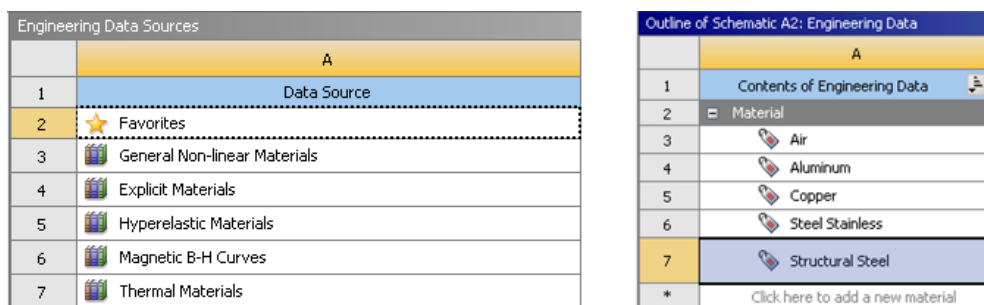 Engineering Data Sources
A
1 Data Source
2 Favorites
3 General Non-linear Materials
4 Explicit Materials
5 Hyperelastic Materials
6 Magnetic B-H Curves
7 Thermal Materials
Outline of Schematic A2: Engineering Data
A
1 Contents of Engineering Data
2 Material
3 Air
4 Aluminum
5 Copper
6 Steel Stainless
7 Structural Steel
* Click here to add a new material